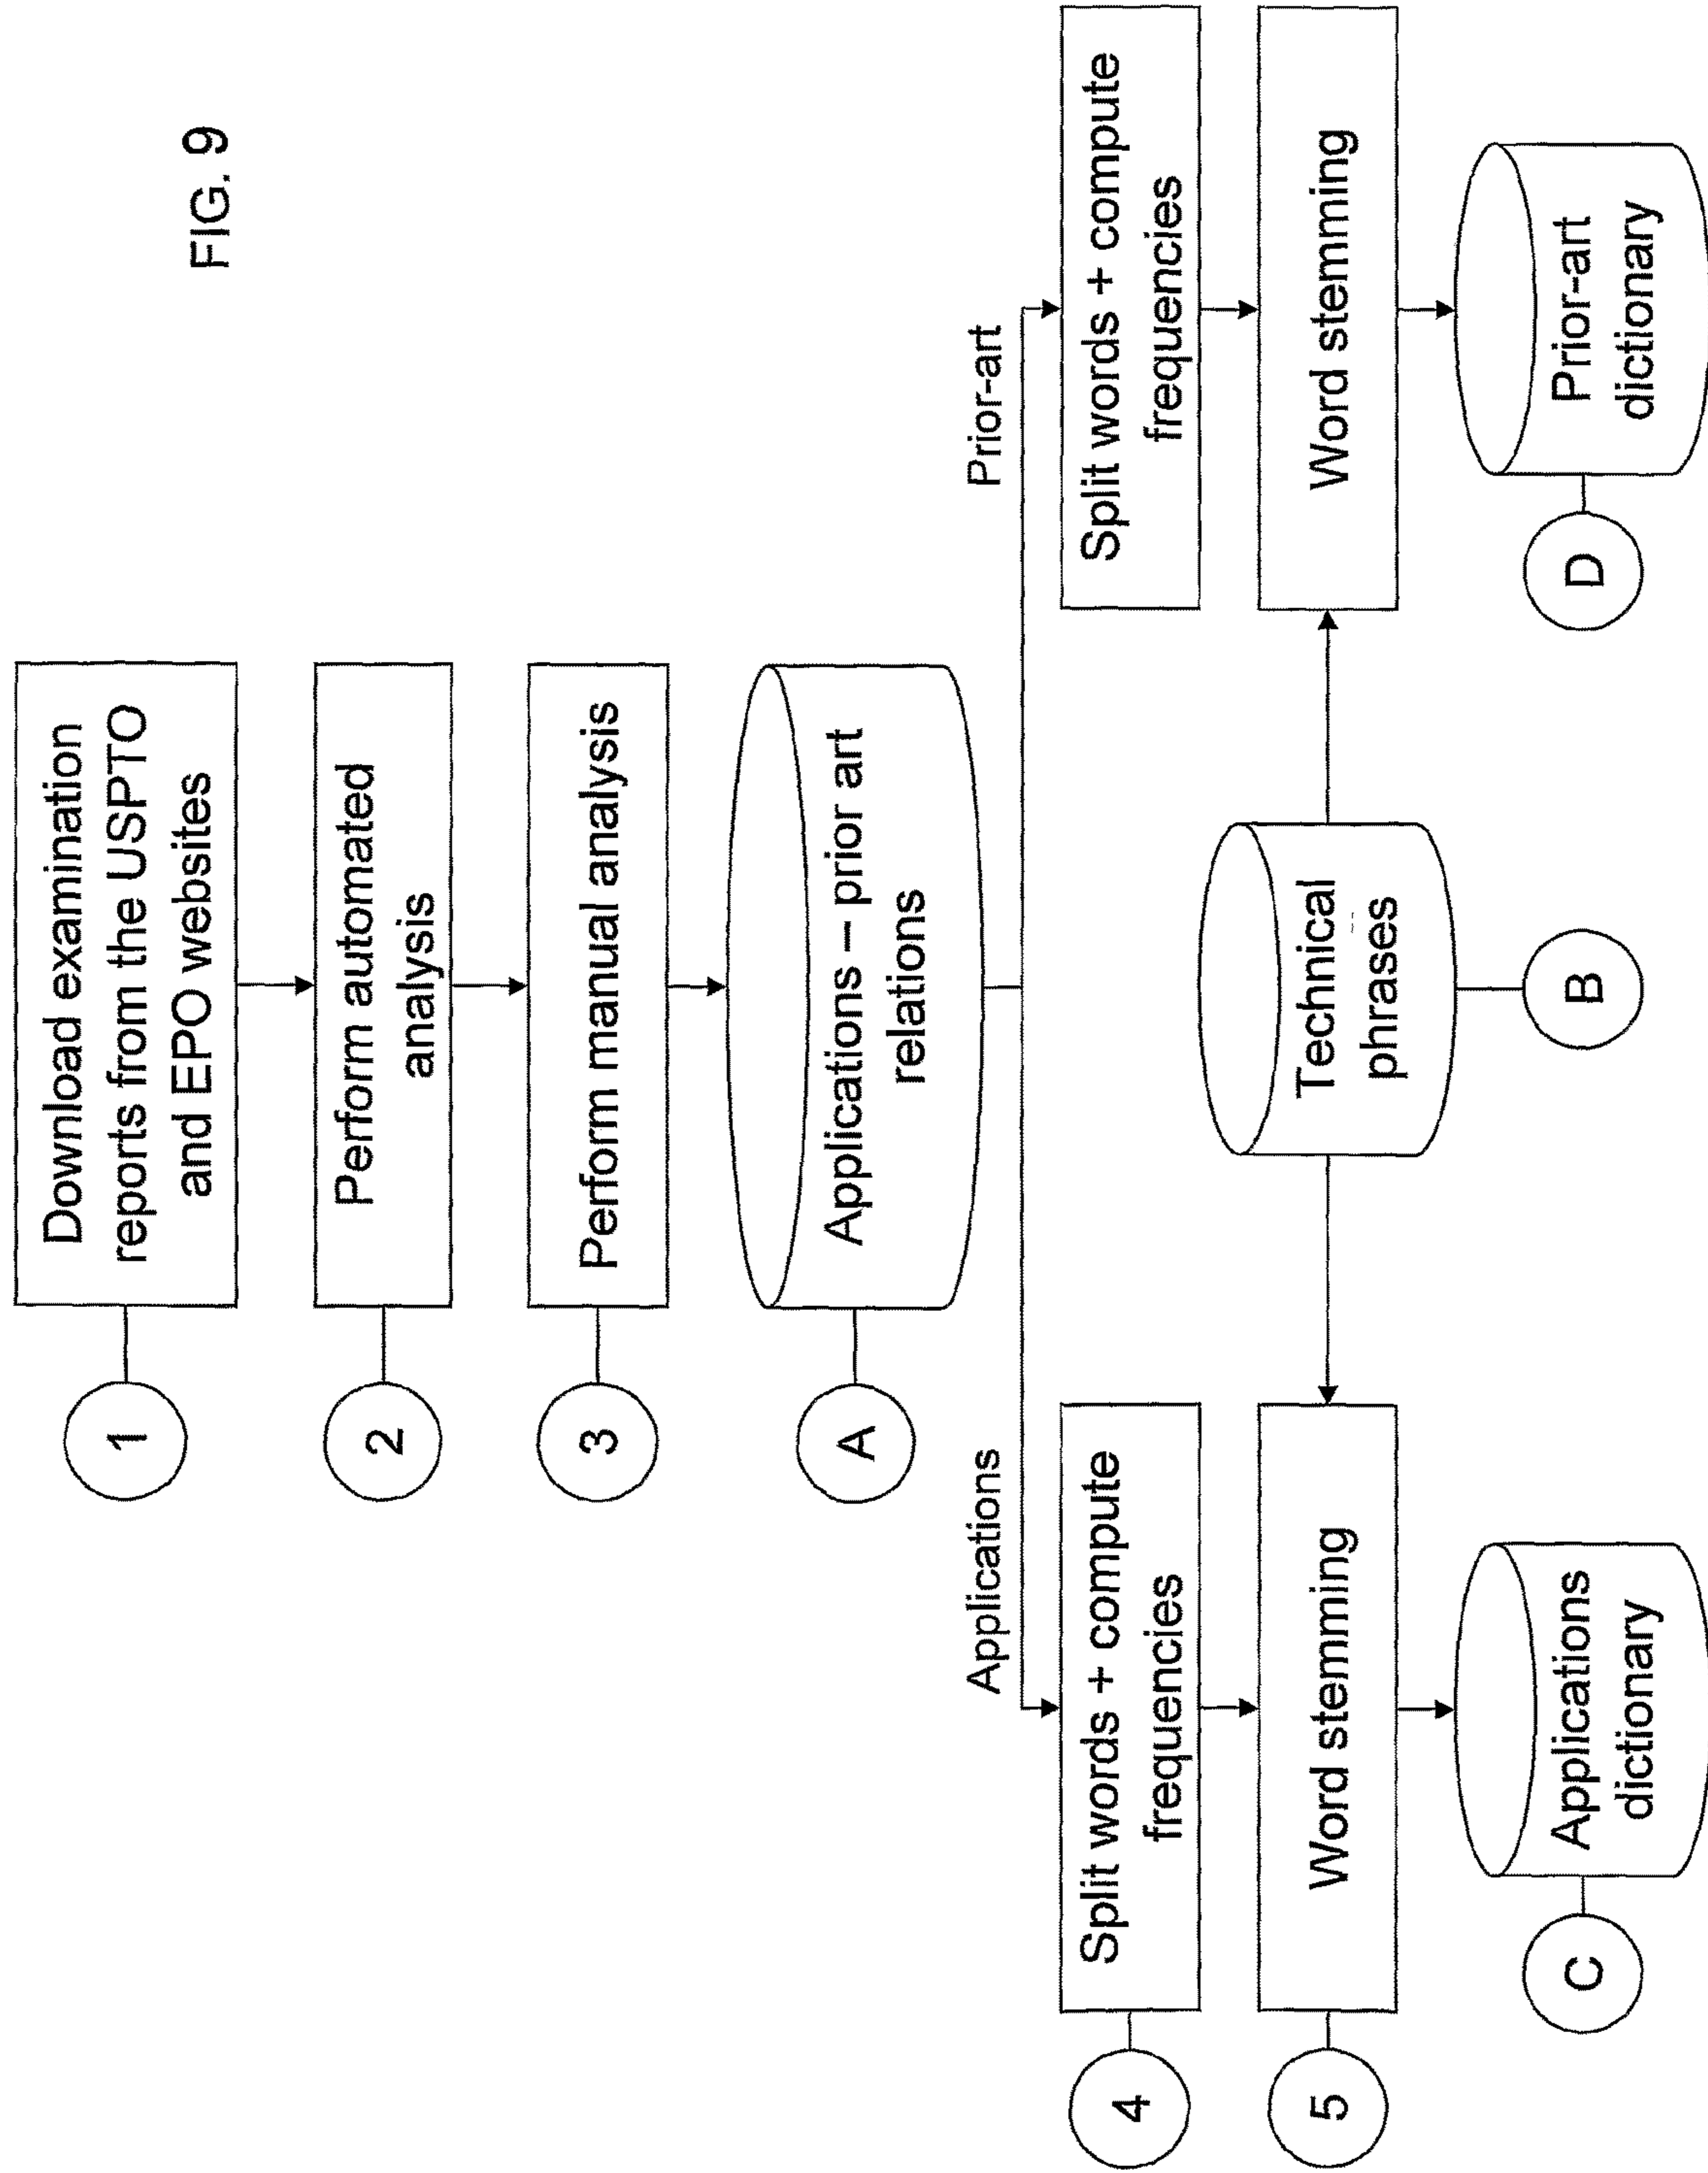 FIG. 9
1
Download examination
reports from the USPTO
and EPO websites
2
Perform automated
analysis
3
Perform manual analysis
A
Applications – prior art
relations
Applications
Prior-art
4
Split words + compute
frequencies
Split words + compute
frequencies
5
Word stemming
Technical
phrases
Word stemming
C
Applications
dictionary
B
D
Prior-art
dictionary